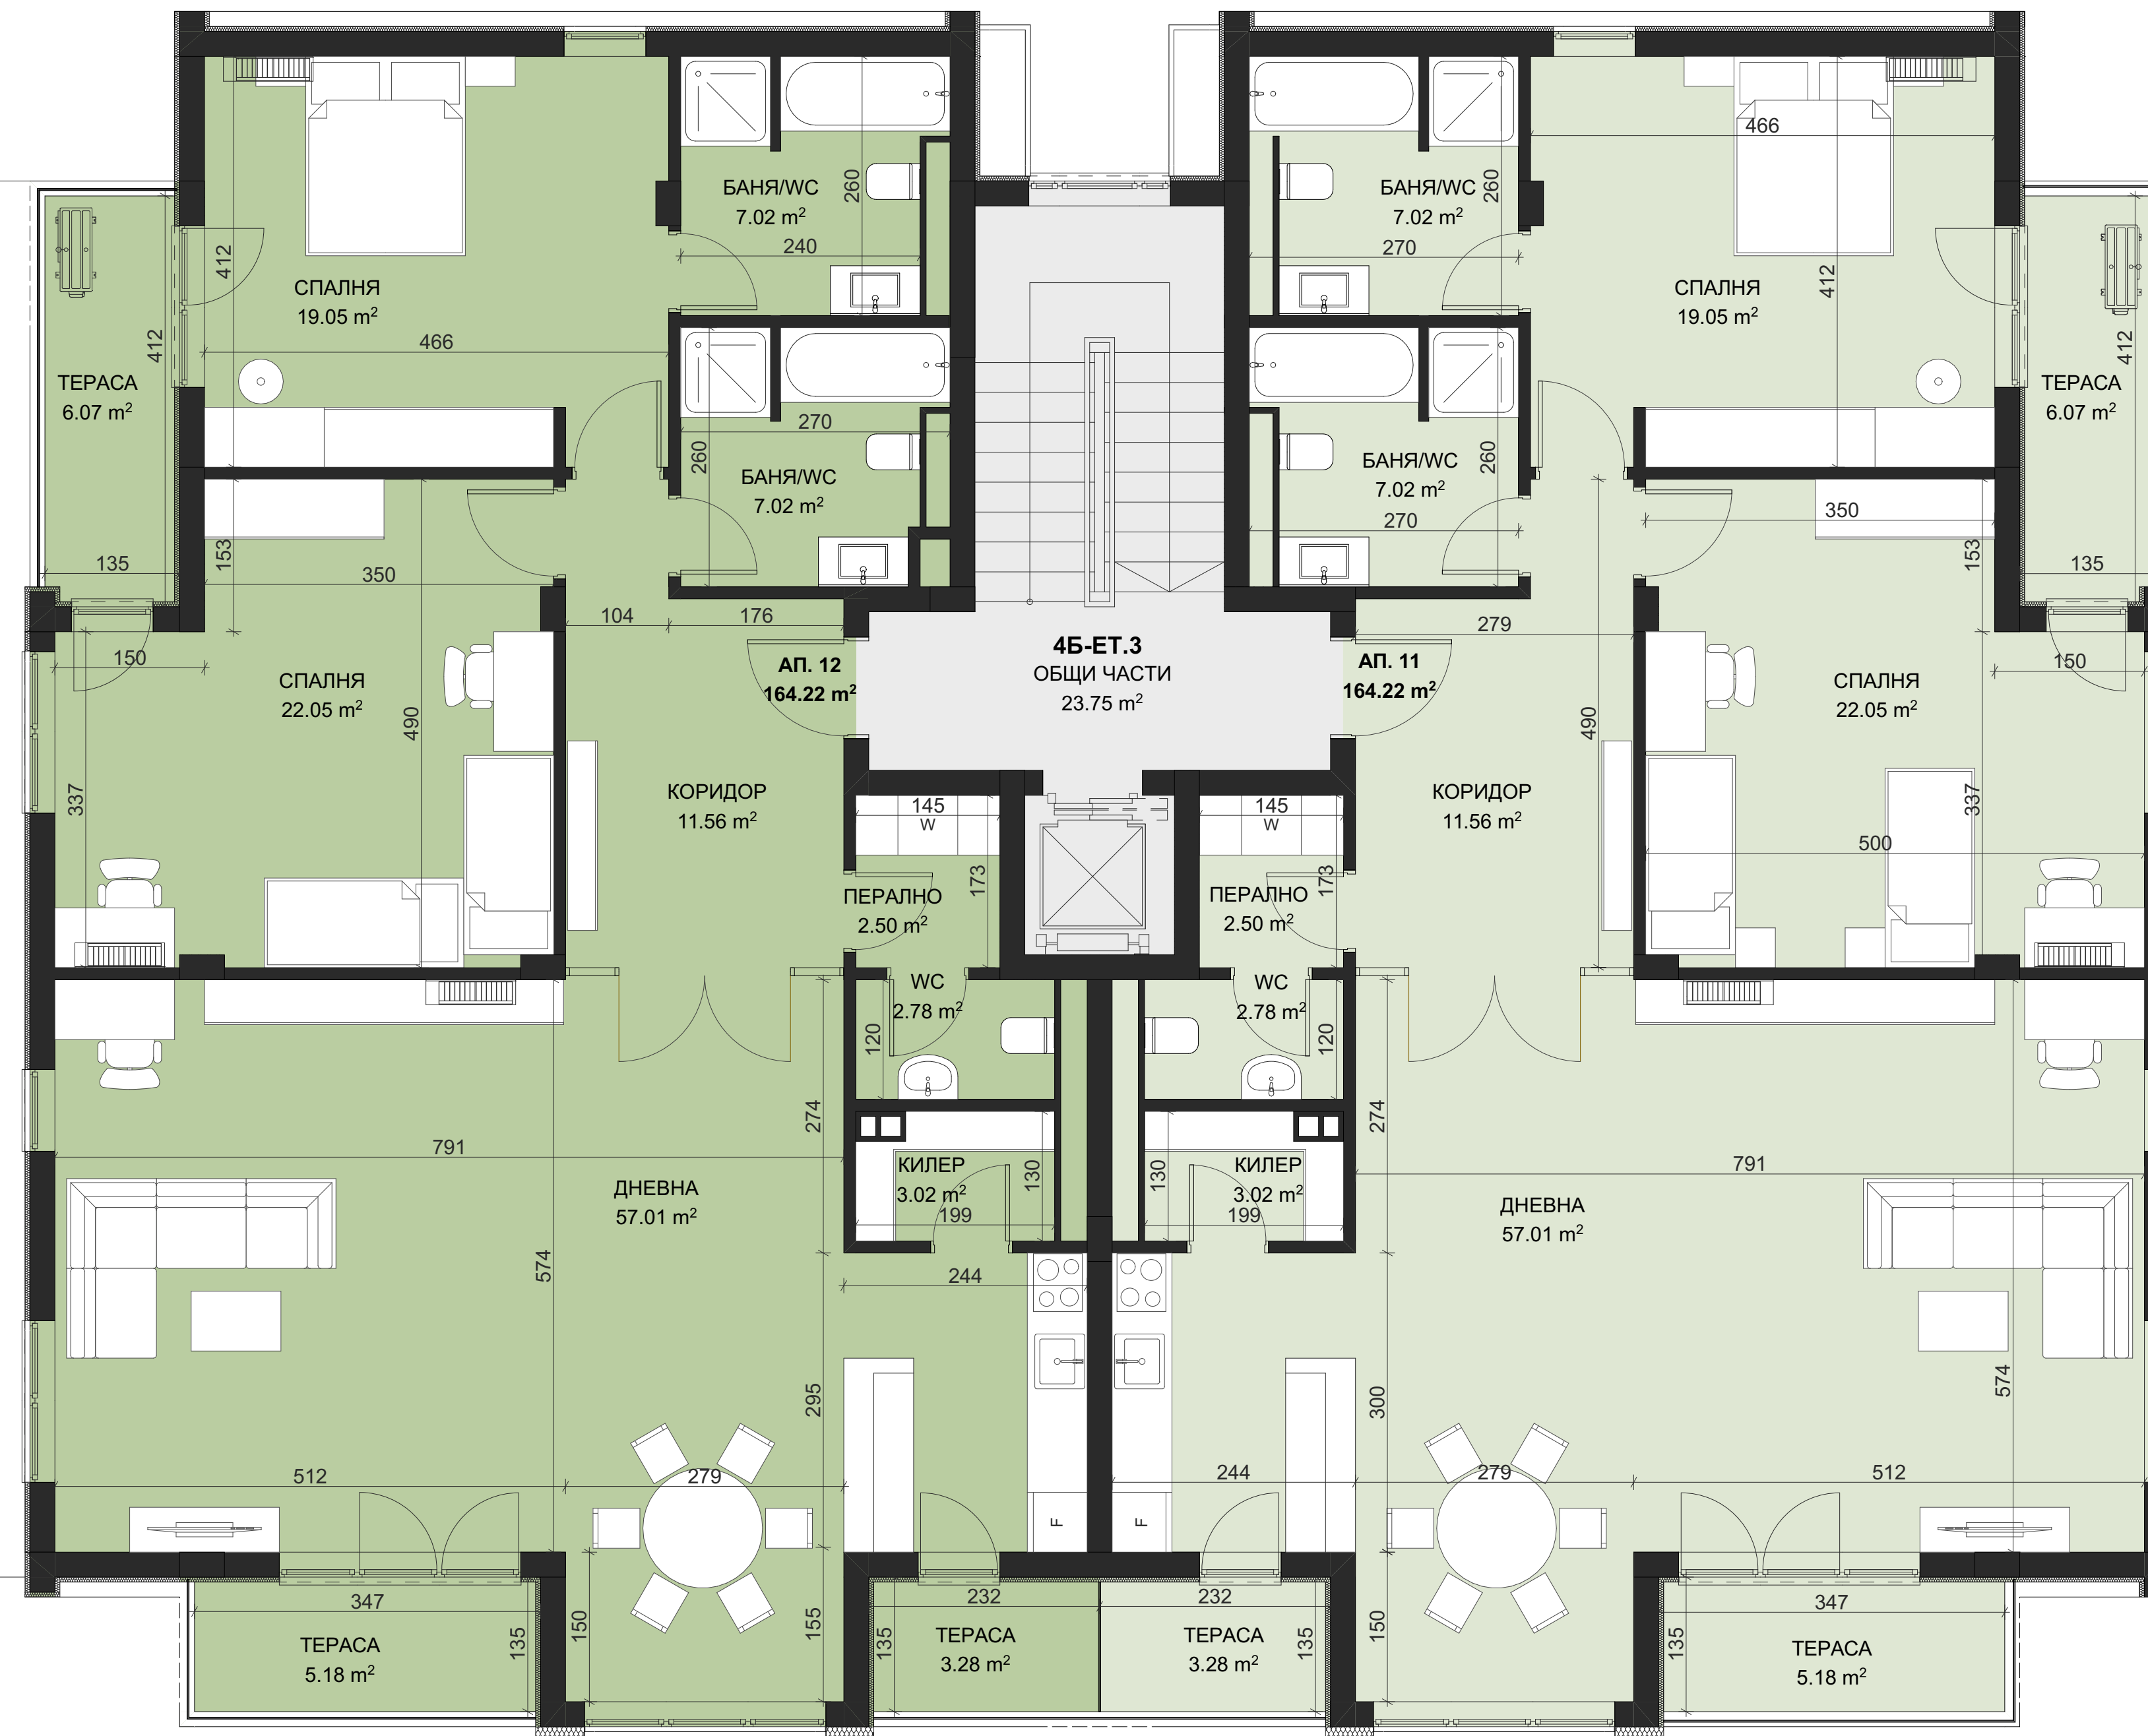 466
БАНЯ/WC
7.02 m²
260
240
БАНЯ/WC
7.02 m²
260
270
412
СПАЛНЯ
19.05 m²
466
СПАЛНЯ
19.05 m²
412
412
ТЕРАСА
6.07 m²
412
ТЕРАСА
6.07 m²
270
260
БАНЯ/WC
7.02 m²
БАНЯ/WC
7.02 m²
260
270
350
153
135
153
350
135
104
176
279
4Б-ЕТ.3
ОБЩИ ЧАСТИ
23.75 m²
АП. 12
164.22 m²
АП. 11
164.22 m²
150
СПАЛНЯ
22.05 m²
490
150
СПАЛНЯ
22.05 m²
490
337
КОРИДОР
11.56 m²
145
W
145
W
КОРИДОР
11.56 m²
337
500
173
ПЕРАЛНО
2.50 m²
173
ПЕРАЛНО
2.50 m²
WC
2.78 m²
120
WC
2.78 m²
120
274
274
791
КИЛЕР
3.02 m²
130
199
КИЛЕР
3.02 m²
130
199
791
ДНЕВНА
57.01 m²
ДНЕВНА
57.01 m²
574
244
295
300
574
512
279
244
279
512
F
F
347
232
232
347
150
155
150
ТЕРАСА
5.18 m²
135
135
ТЕРАСА
3.28 m²
ТЕРАСА
3.28 m²
135
135
ТЕРАСА
5.18 m²